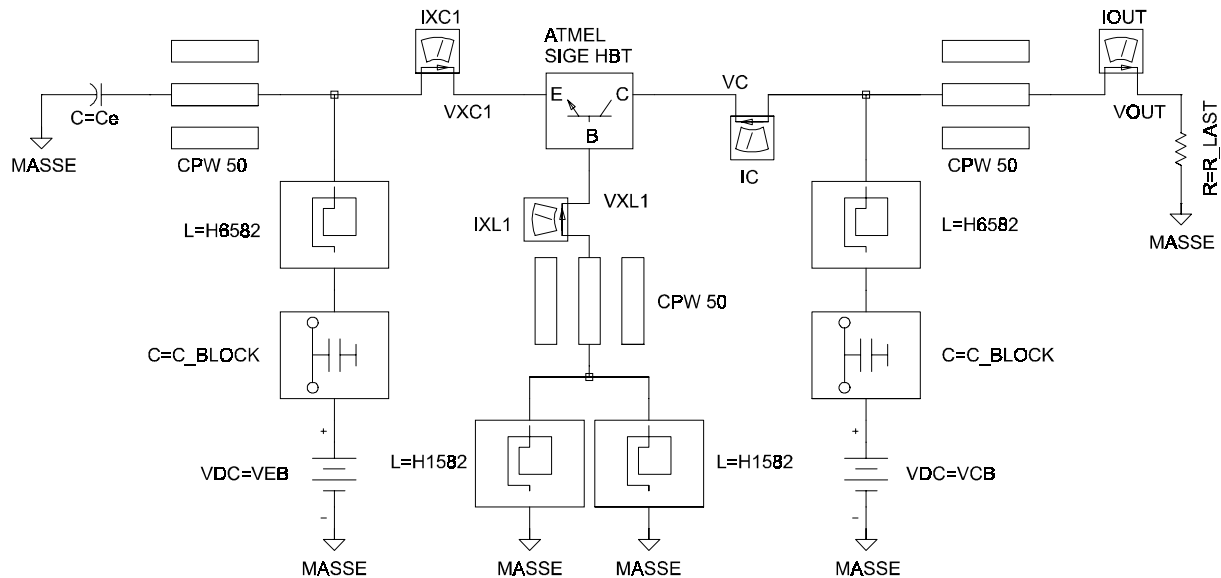 IXC1
ATMEL
SIGE HBT
IOUT
E
C
B
VC
C=Ce
VXC1
VOUT
MASSE
CPW 50
IC
CPW 50
R=R_LAST
VXL1
IXL1
L=H6582
L=H6582
MASSE
CPW 50
C=C_BLOCK
C=C_BLOCK
+
+
L=H1582
L=H1582
VDC=VEB
VDC=VCB
−
−
MASSE
MASSE
MASSE
MASSE